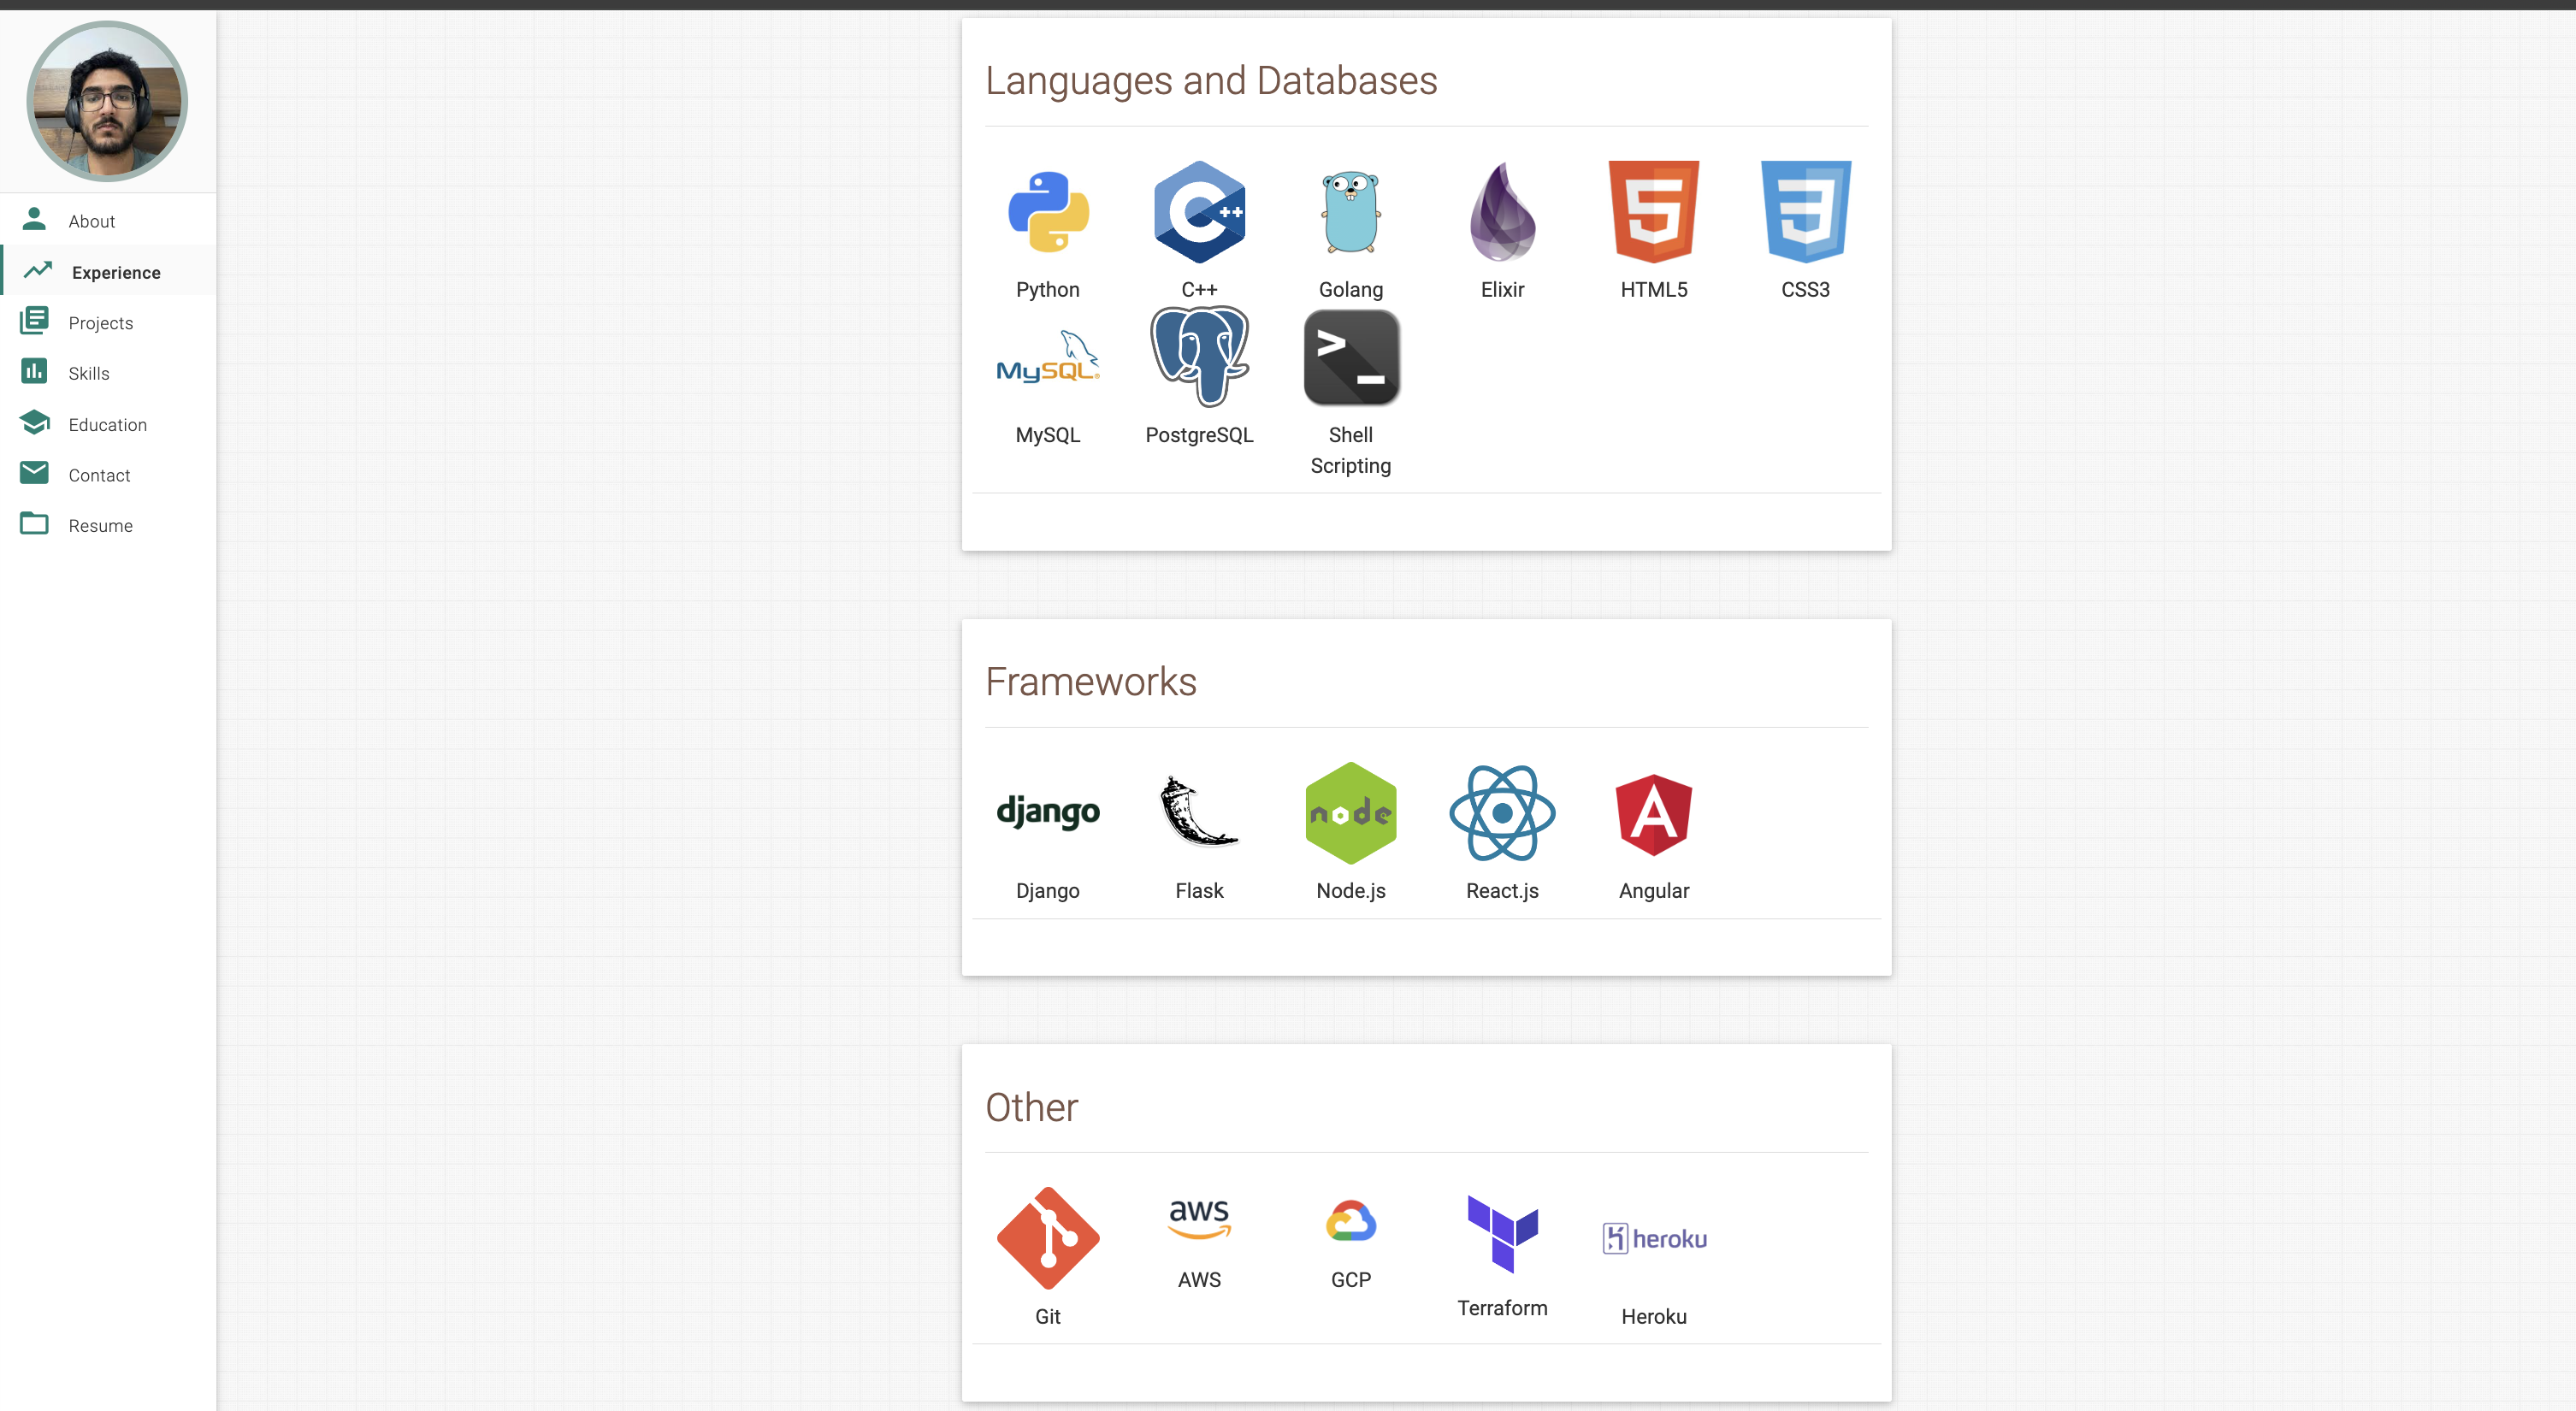 About
Experience
Projects
Skills
Education
Contact
Resume
Languages and Databases
++
5
3
Python
C++
Golang
Elixir
HTML5
CSS3
MySQL®
>_
MySQL
PostgreSQL
Shell
Scripting
Frameworks
django
node
A
Django
Flask
Node.js
React.js
Angular
Other
aws
heroku
Git
AWS
GCP
Terraform
Heroku